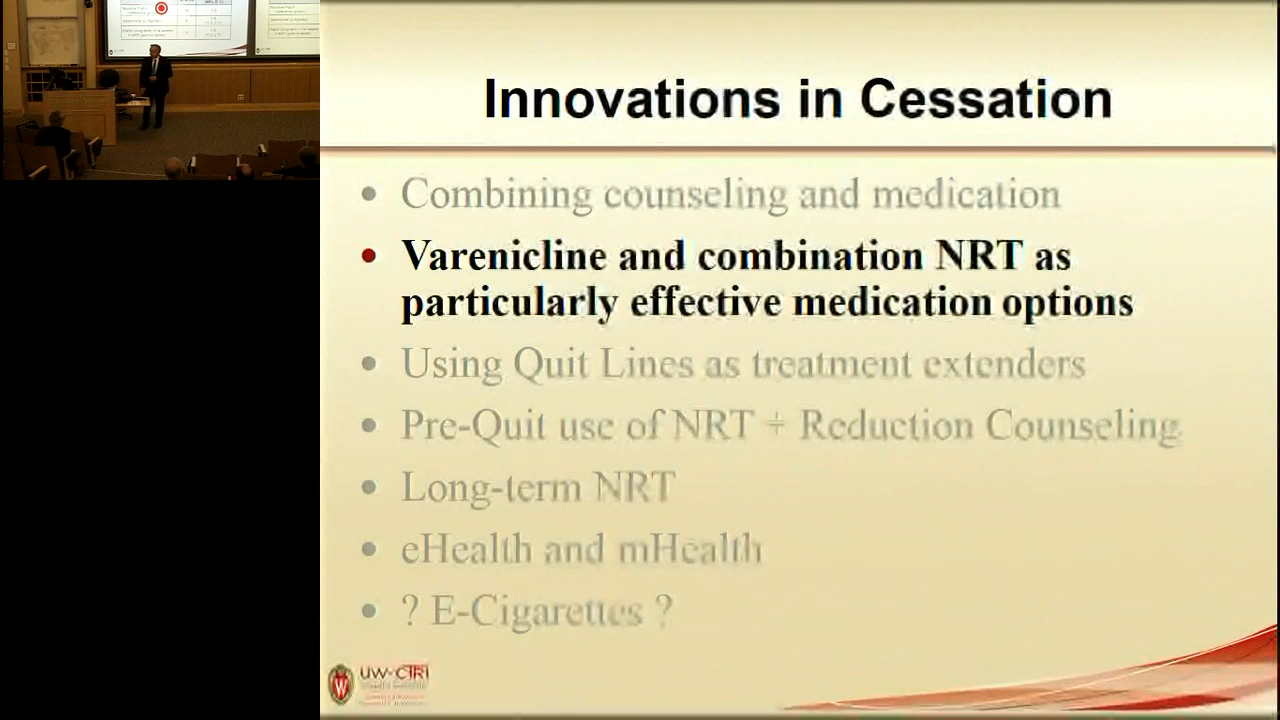 Innovations in Cessation
• Combining counseling and medication
• Varenicline and combination NRT as
particularly effective medication options
• Using Quit Lines as treatment extenders
• Pre-Quit use of NRT + Reduction Counseling
• Long-term NRT
• eHealth and mHealth
• ? E-Cigarettes ?
W
UW-CTRI